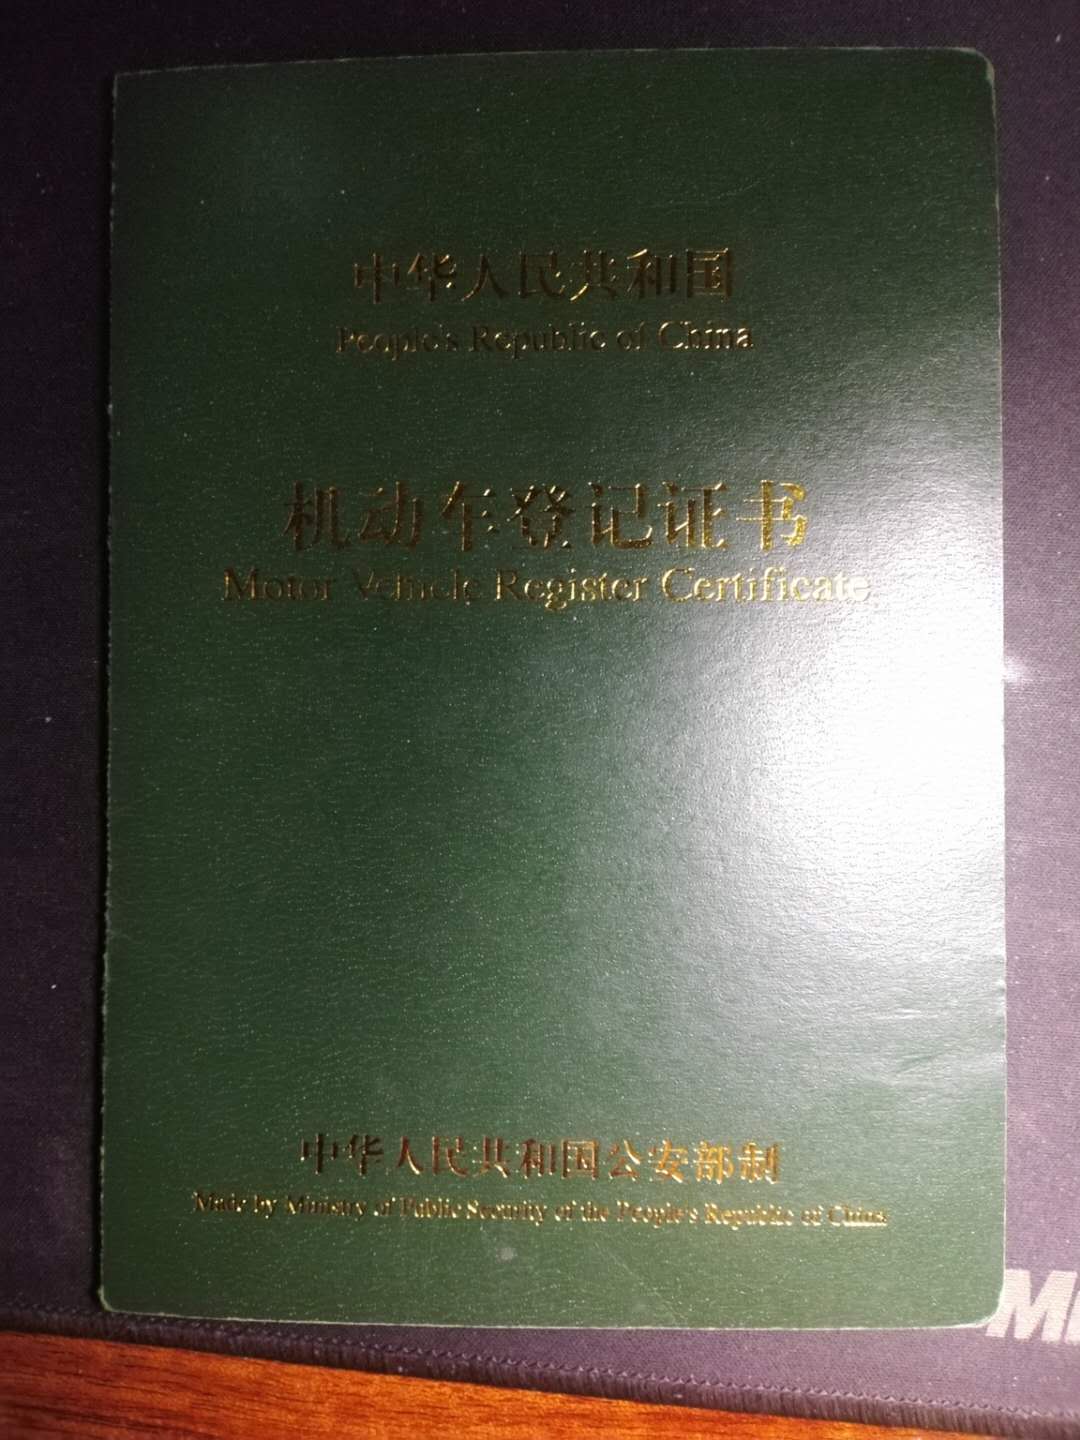 中华人民共和国
People's Republic of China
机动车登记证书
Motor Vehicle Register Certificate
中华人民共和国公安部制
Made by Ministry of Public Security of the People's Republic of China